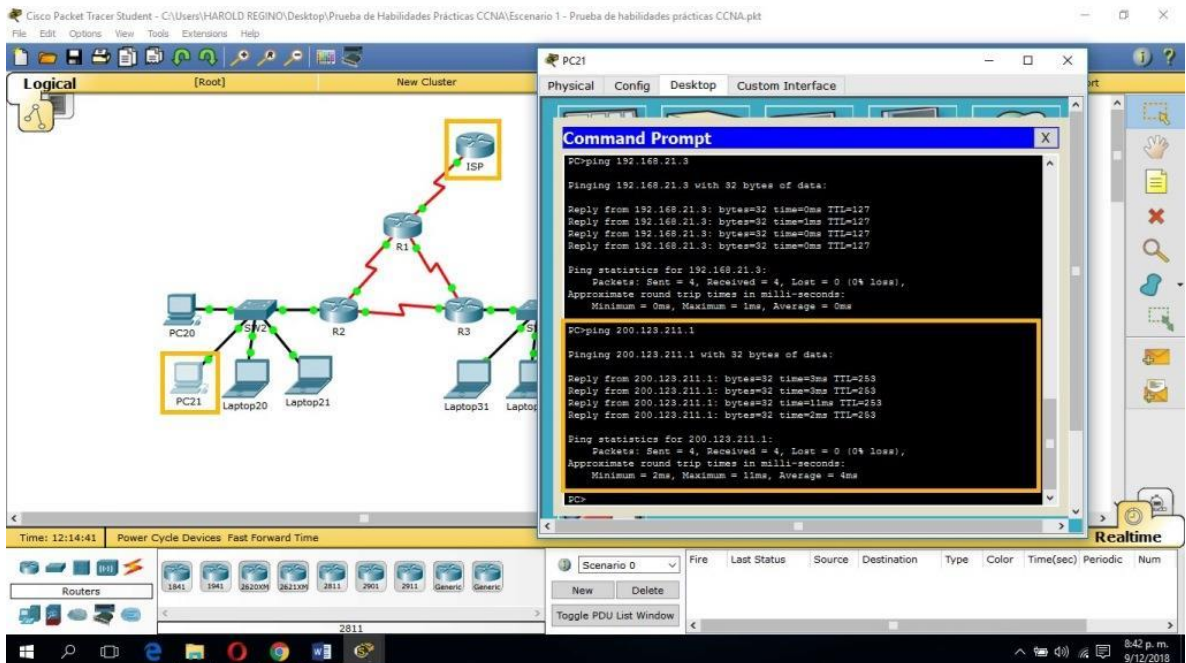 Cisco Packet Tracer Student - C:\Users\HAROLD REGINO\Desktop\Prueba de Habilidades Prácticas CCNA\Escenario 1 - Prueba de habilidades prácticas CCNA.pkt
File Edit Options View Tools Extensions Help
Logical [Root] New Cluster
ISP
R1
PC20
SW2
R2
R3
PC21
Laptop20
Laptop21
Laptop31
PC21
Physical Config Desktop Custom Interface
Command Prompt X
PC>ping 192.168.21.3
Pinging 192.168.21.3 with 32 bytes of data:
Reply from 192.168.21.3: bytes=32 time=0ms TTL=127
Reply from 192.168.21.3: bytes=32 time=1ms TTL=127
Reply from 192.168.21.3: bytes=32 time=0ms TTL=127
Reply from 192.168.21.3: bytes=32 time=0ms TTL=127
Ping statistics for 192.168.21.3:
Packets: Sent = 4, Received = 4, Lost = 0 (0% loss),
Approximate round trip times in milli-seconds:
Minimum = 0ms, Maximum = 1ms, Average = 0ms
PC>ping 200.123.211.1
Pinging 200.123.211.1 with 32 bytes of data:
Reply from 200.123.211.1: bytes=32 time=3ms TTL=253
Reply from 200.123.211.1: bytes=32 time=3ms TTL=253
Reply from 200.123.211.1: bytes=32 time=11ms TTL=253
Reply from 200.123.211.1: bytes=32 time=2ms TTL=253
Ping statistics for 200.123.211.1:
Packets: Sent = 4, Received = 4, Lost = 0 (0% loss),
Approximate round trip times in milli-seconds:
Minimum = 2ms, Maximum = 11ms, Average = 4ms
PC>
Time: 12:14:41 Power Cycle Devices Fast Forward Time
Realtime
Routers
1841 1941 2620XM 2621XM 2811 2901 2911 Generic Generic
2811
Scenario 0
New Delete
Toggle PDU List Window
Fire Last Status Source Destination Type Color Time(sec) Periodic Num
8:42 p. m.
9/12/2018